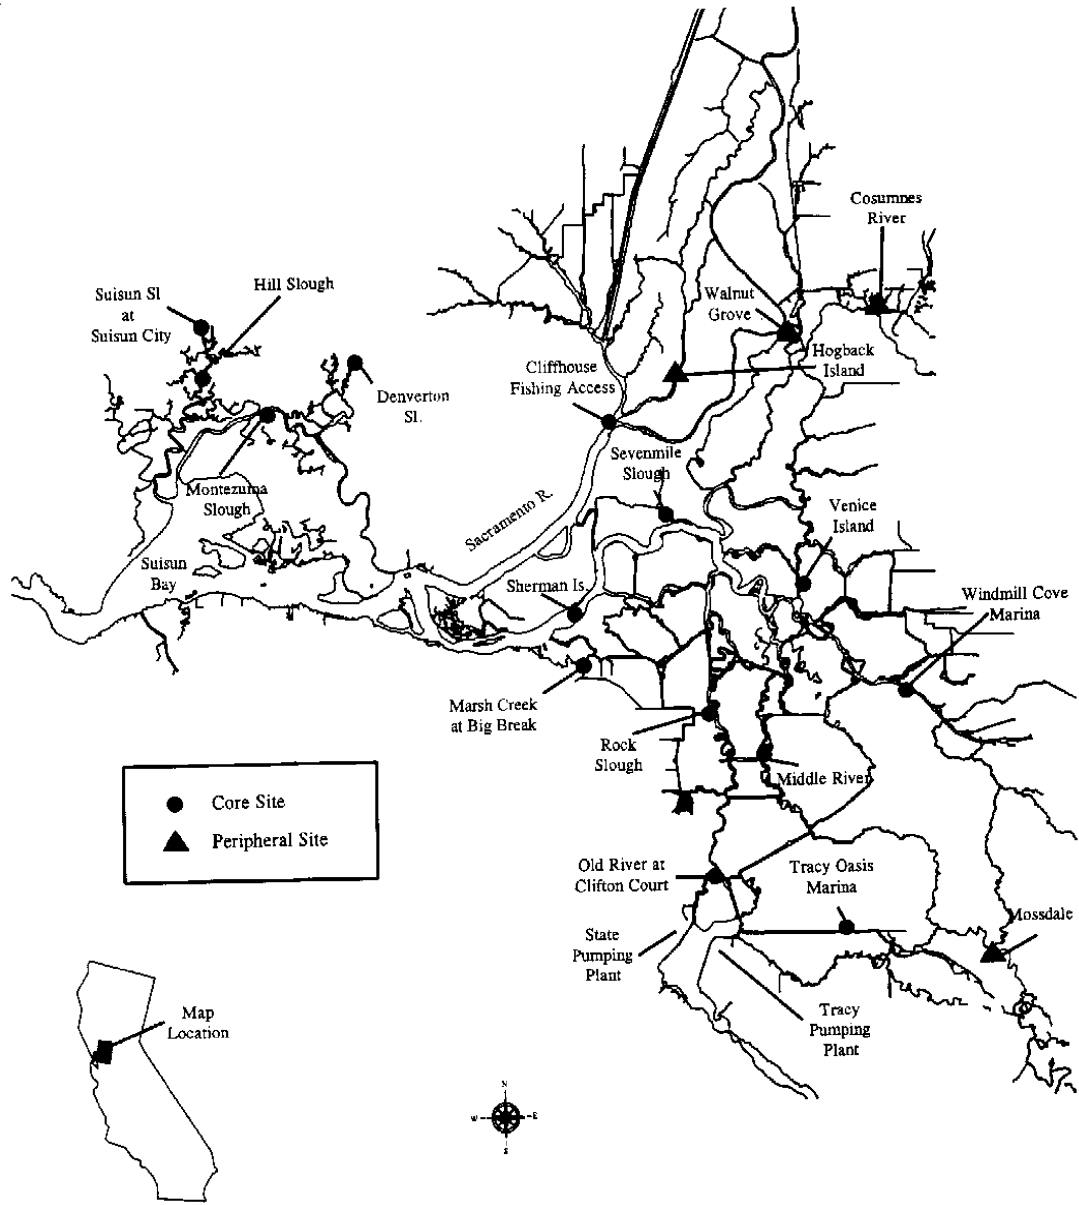 Cosumnes
River
Hill Slough
Suisun Sl
at
Suisun City
Walnut
Grove
Hogback
Island
Cliffhouse
Fishing Access
Denverton
Sl.
Sevenmile
Slough
Montezuma
Slough
Sacramento R.
Venice
Island
Suisun
Bay
Sherman Is.
Windmill Cove
Marina
Marsh Creek
at Big Break
Rock
Slough
Middle River
Core Site
Peripheral Site
Old River at
Clifton Court
Tracy Oasis
Marina
Mossdale
State
Pumping
Plant
Tracy
Pumping
Plant
Map
Location
N
W
E
S